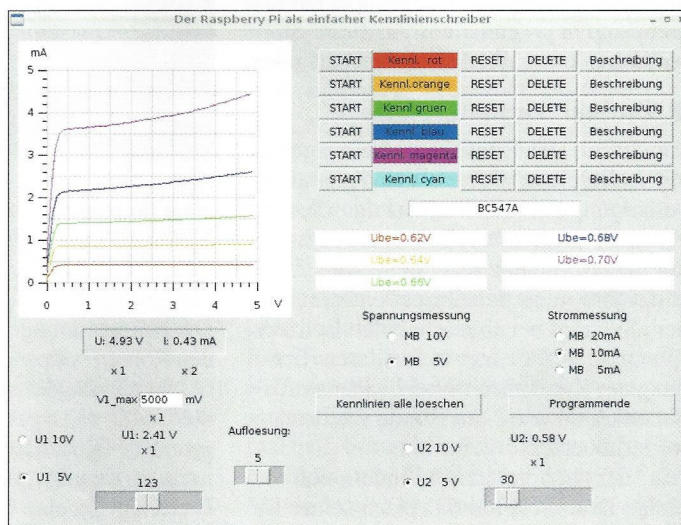 Der Raspberry Pi als einfacher Kennlinienschreiber
mA
5
4
3
2
1
0
0 1 2 3 4 5 V
START Kennl. rot RESET DELETE Beschreibung
START Kennl.orange RESET DELETE Beschreibung
START Kennl gruen RESET DELETE Beschreibung
START Kennl blau RESET DELETE Beschreibung
START Kennl. magenta RESET DELETE Beschreibung
START Kennl. cyan RESET DELETE Beschreibung
BC547A
Ube=0.62V Ube=0.68V
Ube=0.64V Ube=0.70V
Ube=0.66V
U: 4.93 V I: 0.43 mA
x 1 x 2
V1_max 5000 mV
x 1
U1 10V
U1: 2.41 V
x 1
U1 5V
123
Aufloesung:
5
Spannungsmessung
MB 10V
MB 5V
Strommessung
MB 20mA
MB 10mA
MB 5mA
Kennlinien alle loeschen Programmende
U2 10 V
U2 5 V
U2: 0.58 V
x 1
30